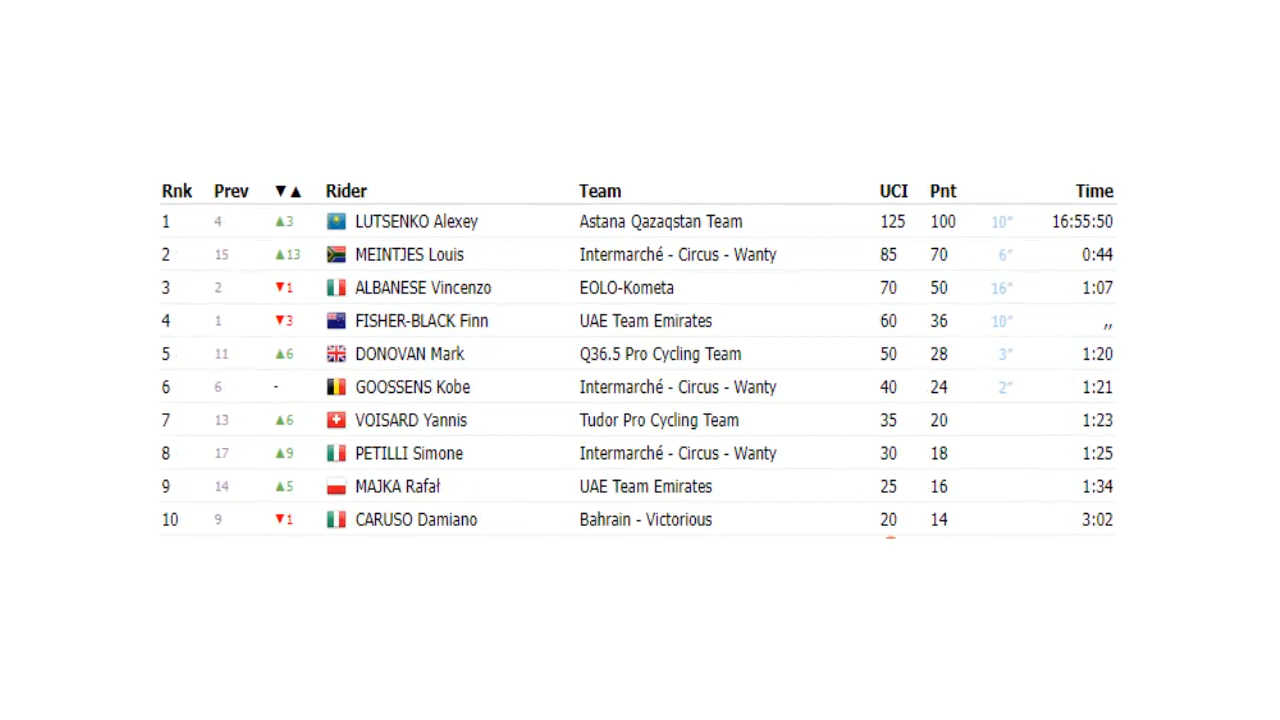 Rnk Prev ▼▲ Rider Team UCI Pnt Time
1 4 ▲3 LUTSENKO Alexey Astana Qazaqstan Team 125 100 10″ 16:55:50
2 15 ▲13 MEINTJES Louis Intermarché - Circus - Wanty 85 70 6″ 0:44
3 2 ▼1 ALBANESE Vincenzo EOLO-Kometa 70 50 16″ 1:07
4 1 ▼3 FISHER-BLACK Finn UAE Team Emirates 60 36 10″ ,,
5 11 ▲6 DONOVAN Mark Q36.5 Pro Cycling Team 50 28 3″ 1:20
6 6 - GOOSSENS Kobe Intermarché - Circus - Wanty 40 24 2″ 1:21
7 13 ▲6 VOISARD Yannis Tudor Pro Cycling Team 35 20 1:23
8 17 ▲9 PETILLI Simone Intermarché - Circus - Wanty 30 18 1:25
9 14 ▲5 MAJKA Rafał UAE Team Emirates 25 16 1:34
10 9 ▼1 CARUSO Damiano Bahrain - Victorious 20 14 3:02